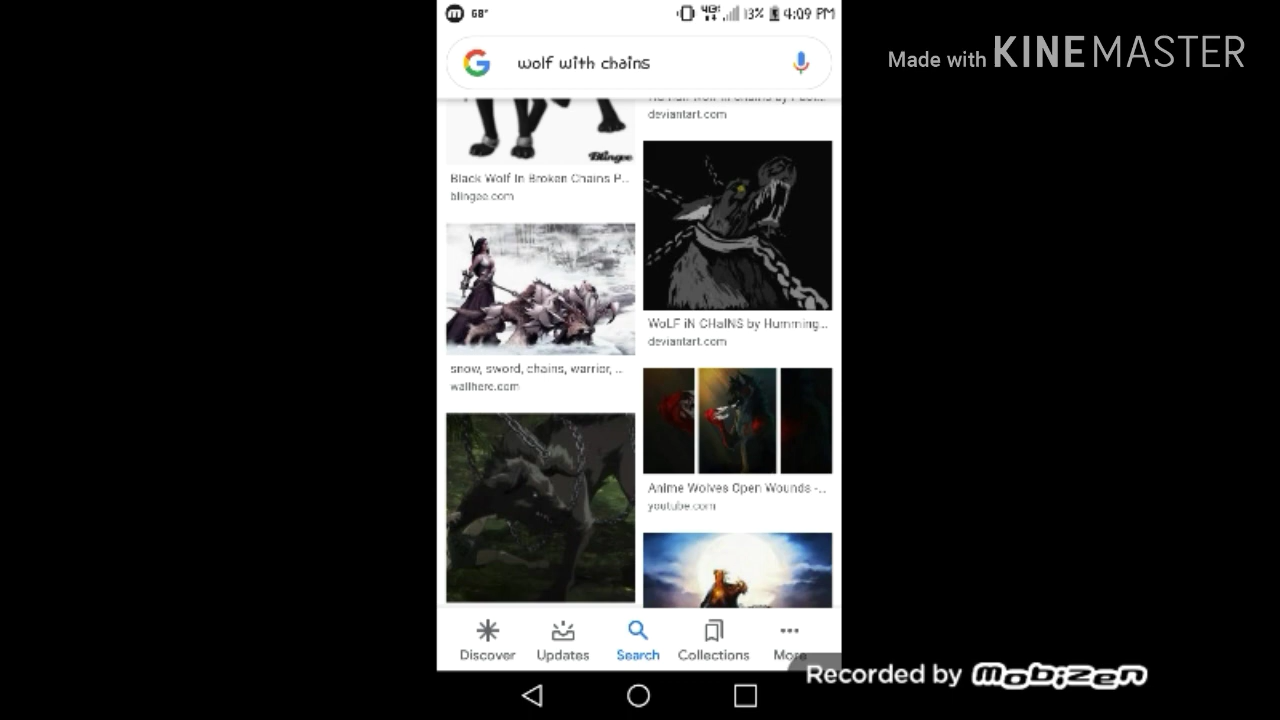 68°
4G
13%
4:09 PM
Made with KINEMASTER
wolf with chains
deviantart.com
Blingee
Black Wolf In Broken Chains P...
blingee.com
WoLF iN CHaINS by Humming...
deviantart.com
snow, sword, chains, warrior, ...
wallhere.com
Anime Wolves Open Wounds -...
youtube.com
Discover
Updates
Search
Collections
More
Recorded by Mobizen